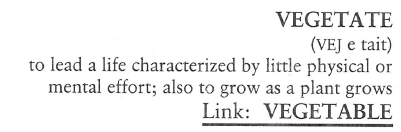 VEGETATE
(VEJ e tait)
to lead a life characterized by little physical or
mental effort; also to grow as a plant grows
Link: VEGETABLE